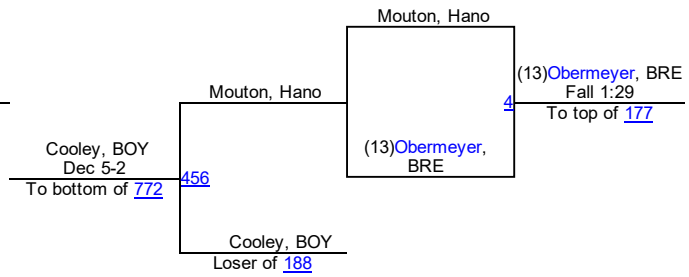 Mouton, Hano
(13)Obermeyer, BRE
Fall 1:29
4
To top of 177
Mouton, Hano
(13)Obermeyer,
BRE
Cooley, BOY
Dec 5-2
456
To bottom of 772
Cooley, BOY
Loser of 188